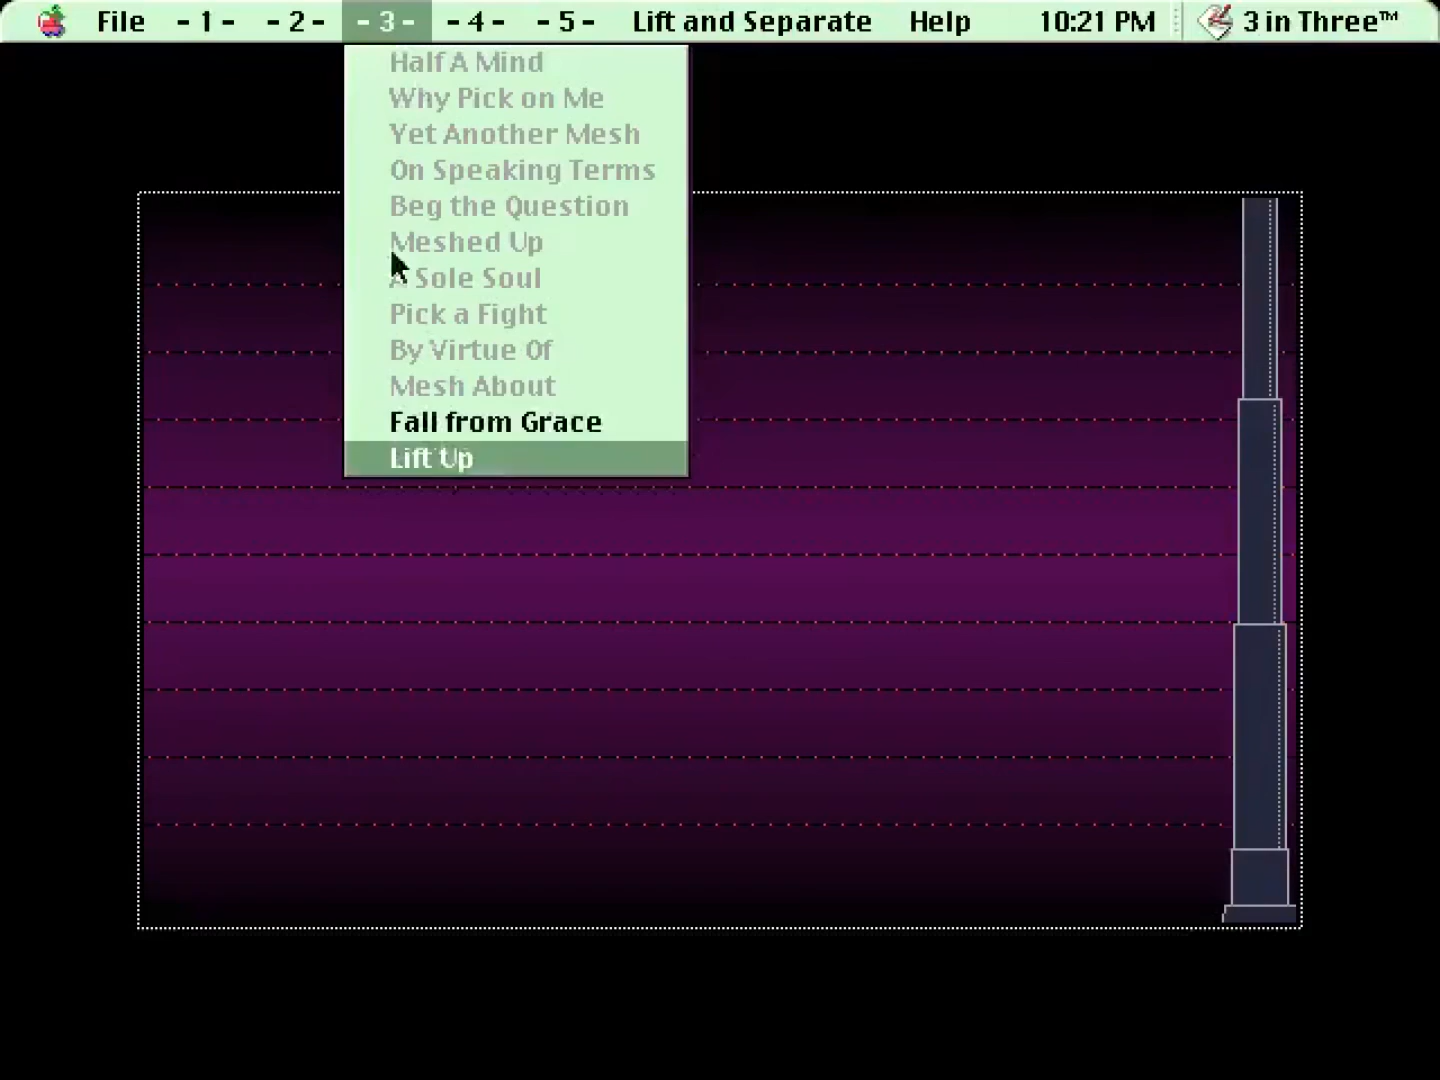 File - 1 - - 2 - - 3 - - 4 - - 5 - Lift and Separate Help 10:21 PM 3 in Three™
Half A Mind
Why Pick on Me
Yet Another Mesh
On Speaking Terms
Beg the Question
Meshed Up
A Sole Soul
Pick a Fight
By Virtue Of
Mesh About
Fall from Grace
Lift Up